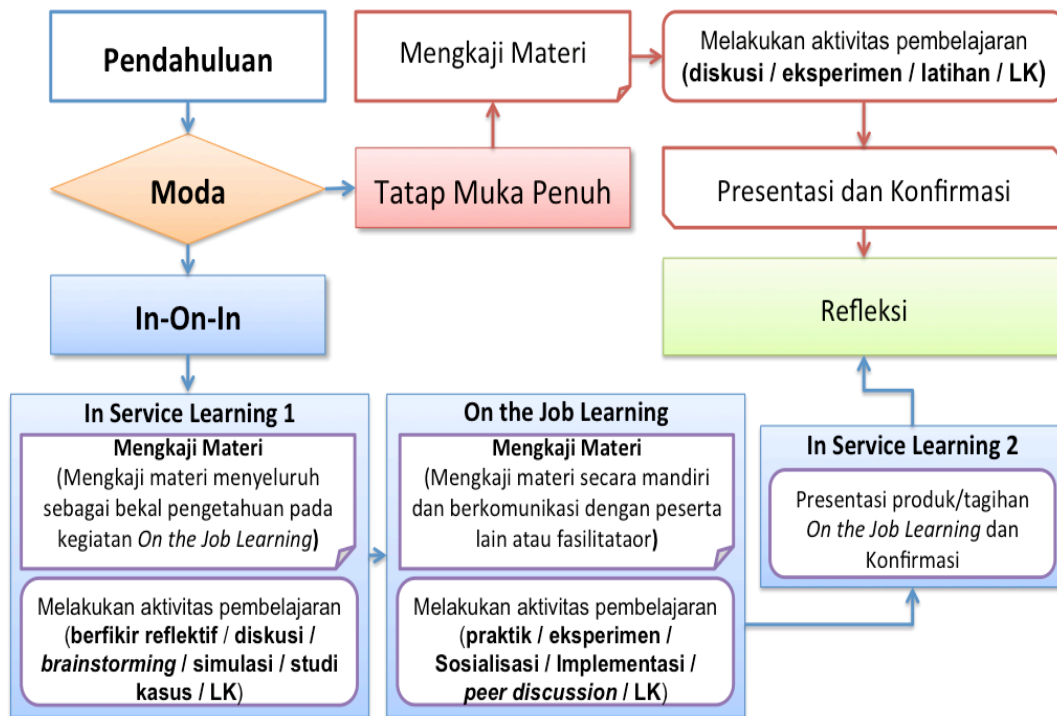 Pendahuluan
Moda
Tatap Muka Penuh
Mengkaji Materi
Melakukan aktivitas pembelajaran
(diskusi / eksperimen / latihan / LK)
Presentasi dan Konfirmasi
Refleksi
In-On-In
In Service Learning 1
Mengkaji Materi
(Mengkaji materi menyeluruh
sebagai bekal pengetahuan pada
kegiatan On the Job Learning)
Melakukan aktivitas pembelajaran
(berfikir reflektif / diskusi /
brainstorming / simulasi / studi
kasus / LK)
On the Job Learning
Mengkaji Materi
(Mengkaji materi secara mandiri
dan berkomunikasi dengan peserta
lain atau fasilitataor)
Melakukan aktivitas pembelajaran
(praktik / eksperimen /
Sosialisasi / Implementasi /
peer discussion / LK)
In Service Learning 2
Presentasi produk/tagihan
On the Job Learning dan
Konfirmasi